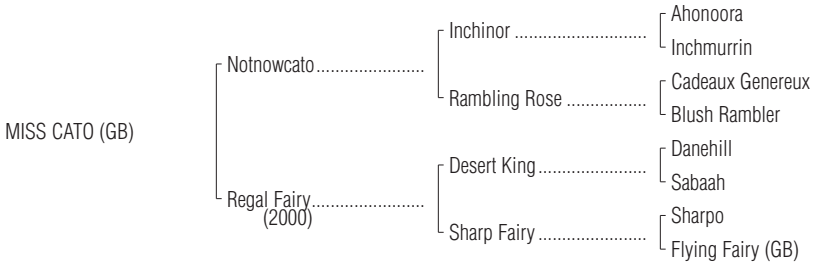 Ahonoora
Inchinor ............................
Inchmurrin
Notnowcato........................
Cadeaux Genereux
Rambling Rose ..................
Blush Rambler
MISS CATO (GB)
Danehill
Desert King........................
Sabaah
Regal Fairy.........................
(2000)
Sharpo
Sharp Fairy ........................
Flying Fairy (GB)